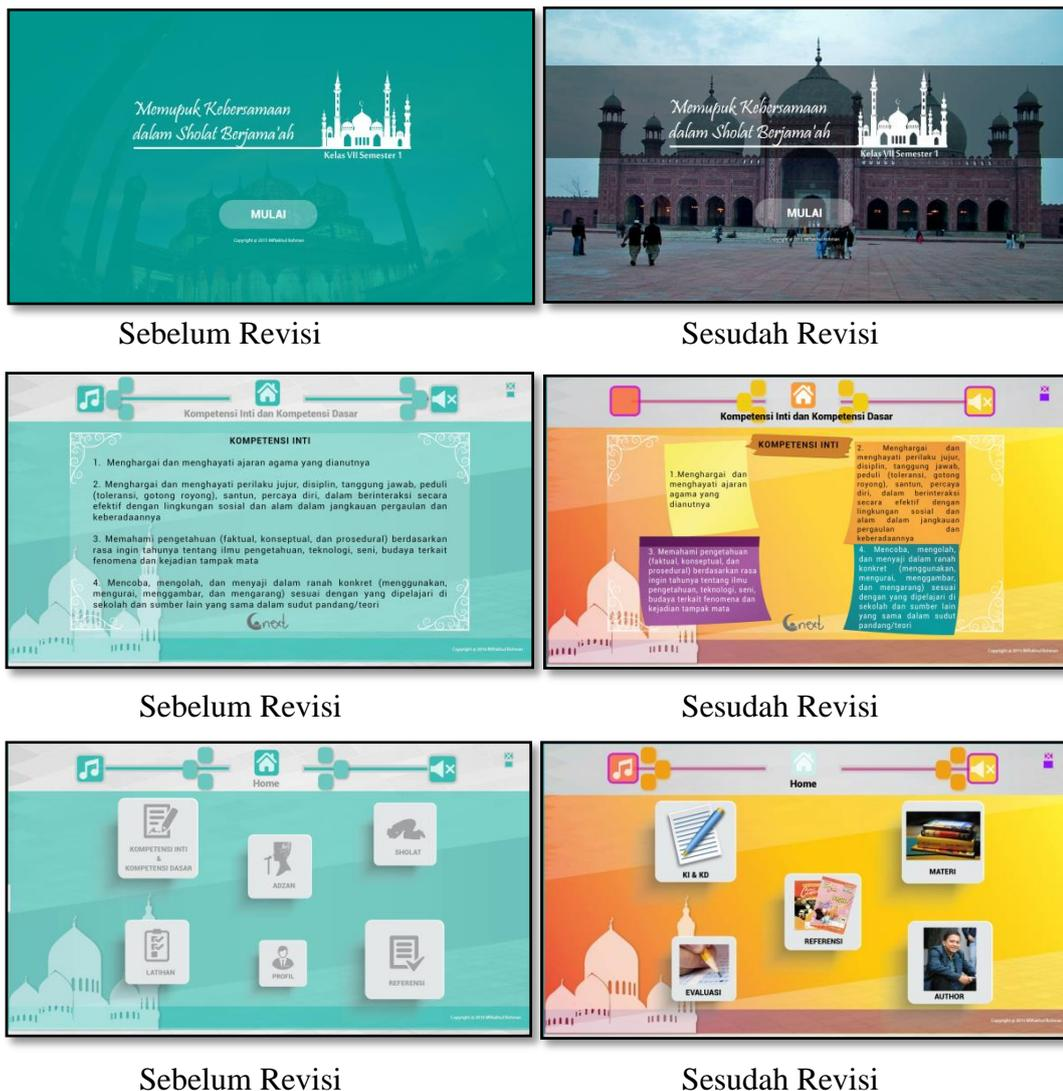 Memupuk Kebersamaan
dalam Sholat Berjama'ah
Kelas VII Semester 1
MULAI
Memupuk Kebersamaan
dalam Sholat Berjama'ah
Kelas VII Semester 1
MULAI
Sebelum Revisi
Sesudah Revisi
Kompetensi Inti dan Kompetensi Dasar
KOMPETENSI INTI
1. Menghargai dan menghayati ajaran agama yang dianutnya
2. Menghargai dan menghayati perilaku jujur, disiplin, tanggung jawab, peduli
(toleransi, gotong royong), santun, percaya diri, dalam berinteraksi secara
efektif dengan lingkungan sosial dan alam dalam jangkauan pergaulan dan
keberadaannya
3. Memahami pengetahuan (faktual, konseptual, dan prosedural) berdasarkan
rasa ingin tahunya tentang ilmu pengetahuan, teknologi, seni, budaya terkait
fenomena dan kejadian tampak mata
4. Mencoba, mengolah, dan menyaji dalam ranah konkret (menggunakan,
mengurai, menggambar, dan mengarang) sesuai dengan yang dipelajari di
sekolah dan sumber lain yang sama dalam sudut pandang/teori
next
Kompetensi Inti dan Kompetensi Dasar
KOMPETENSI INTI
1.Menghargai dan
menghayati ajaran
agama yang
dianutnya
2. Menghargai dan
menghayati perilaku jujur,
disiplin, tanggung jawab,
peduli (toleransi, gotong
royong), santun, percaya
diri, dalam berinteraksi
secara efektif dengan
lingkungan sosial dan
alam dalam jangkauan
pergaulan dan
keberadaannya
3. Memahami pengetahuan
(faktual, konseptual, dan
prosedural) berdasarkan rasa
ingin tahunya tentang ilmu
pengetahuan, teknologi, seni,
budaya terkait fenomena dan
kejadian tampak mata
4. Mencoba, mengolah,
dan menyaji dalam ranah
konkret (menggunakan,
mengurai, menggambar,
dan mengarang) sesuai
dengan yang dipelajari di
sekolah dan sumber lain
yang sama dalam sudut
pandang/teori
next
Sebelum Revisi
Sesudah Revisi
Home
KOMPETENSI INTI
&
KOMPETENSI DASAR
ADZAN
SHOLAT
LATIHAN
PROFIL
REFERENSI
Home
KI & KD
MATERI
REFERENSI
EVALUASI
AUTHOR
Sebelum Revisi
Sesudah Revisi